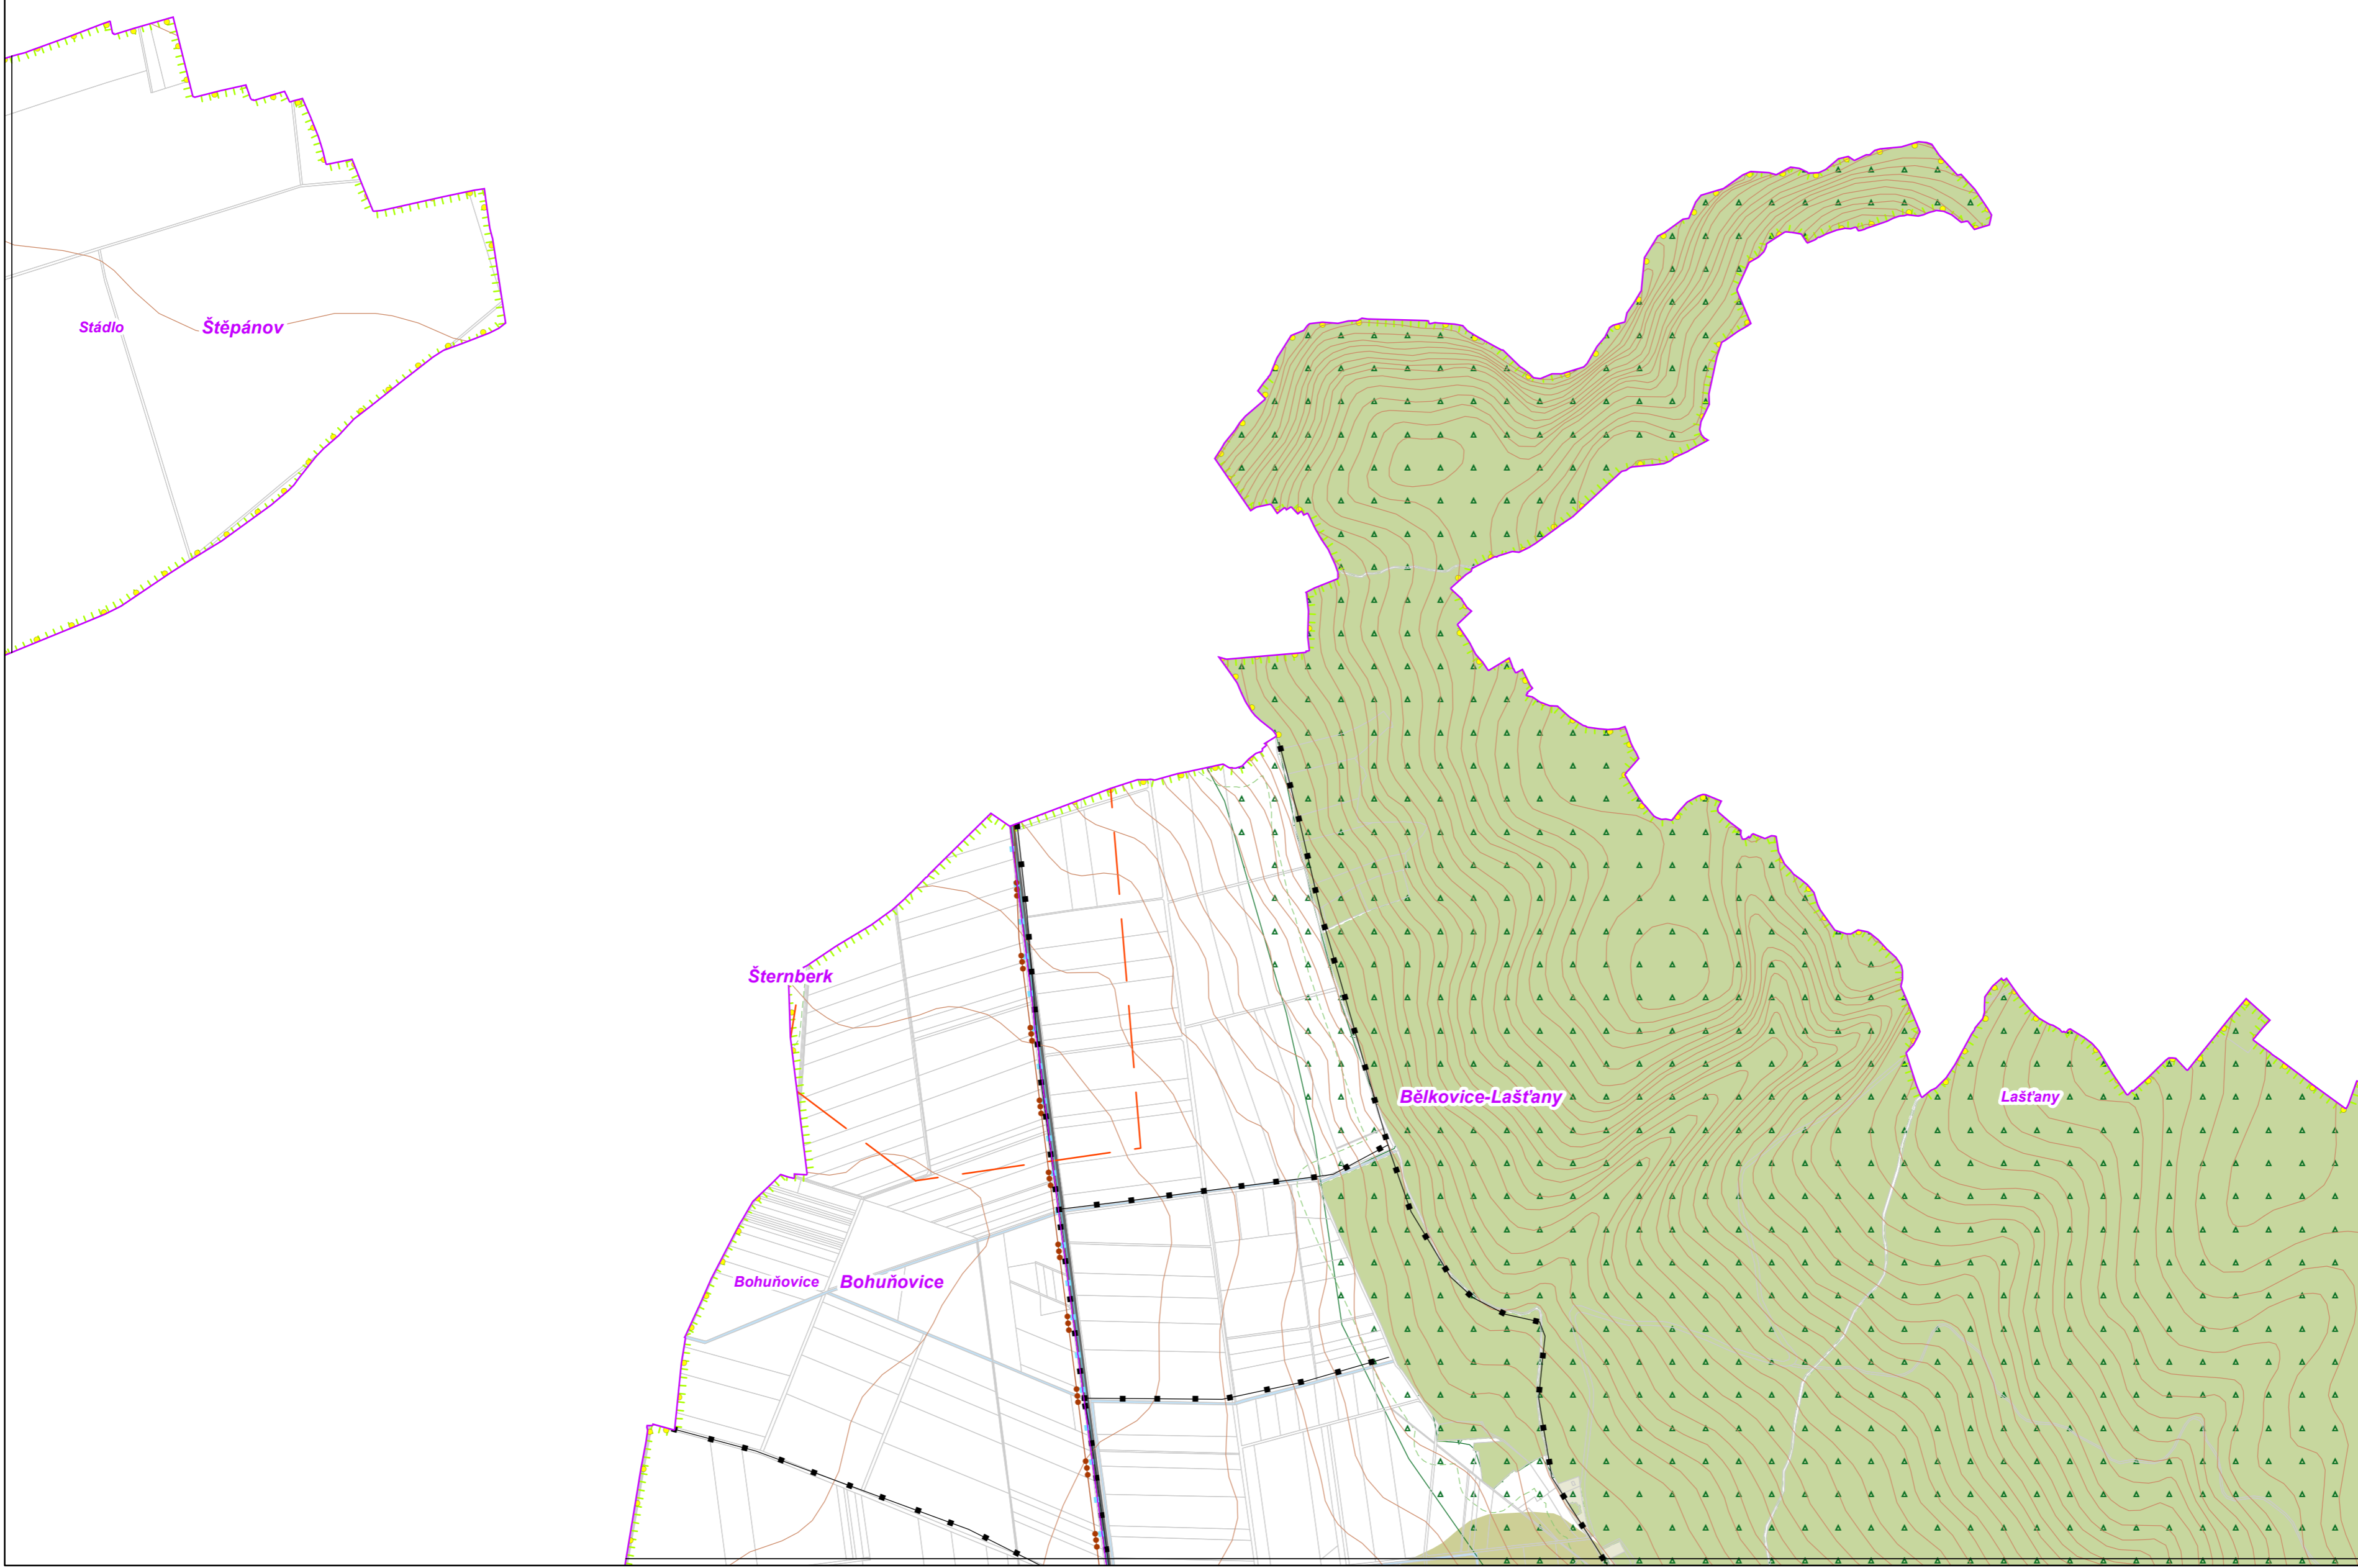 Stádlo
Štěpánov
Šternberk
Bělkovice-Lašťany
Lašťany
Bohuňovice
Bohuňovice